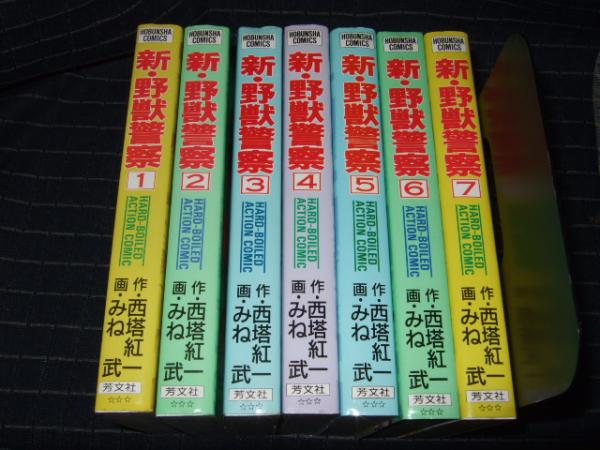 HOBUNSHA
COMICS
新・野獣警察
1
HARD-BOILED
ACTION COMIC
作・西塔紅一
画・みね武
芳文社
☆☆☆
HOBUNSHA
COMICS
新・野獣警察
2
HARD-BOILED
ACTION COMIC
作・西塔紅一
画・みね武
芳文社
☆☆☆
HOBUNSHA
COMICS
新・野獣警察
3
HARD-BOILED
ACTION COMIC
作・西塔紅一
画・みね武
芳文社
☆☆☆
HOBUNSHA
COMICS
新・野獣警察
4
HARD-BOILED
ACTION COMIC
作・西塔紅一
画・みね武
芳文社
☆☆☆
HOBUNSHA
COMICS
新・野獣警察
5
HARD-BOILED
ACTION COMIC
作・西塔紅一
画・みね武
芳文社
☆☆☆
HOBUNSHA
COMICS
新・野獣警察
6
HARD-BOILED
ACTION COMIC
作・西塔紅一
画・みね武
芳文社
☆☆☆
HOBUNSHA
COMICS
新・野獣警察
7
HARD-BOILED
ACTION COMIC
作・西塔紅一
画・みね武
芳文社
☆☆☆